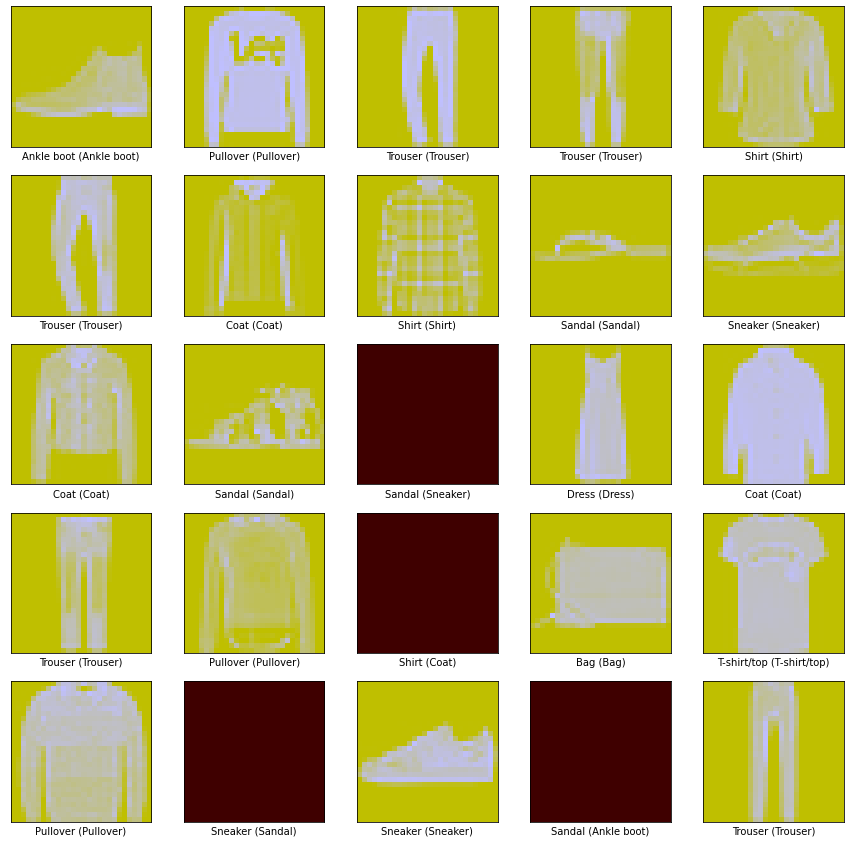 Ankle boot (Ankle boot)
Pullover (Pullover)
Trouser (Trouser)
Trouser (Trouser)
Shirt (Shirt)
Trouser (Trouser)
Coat (Coat)
Shirt (Shirt)
Sandal (Sandal)
Sneaker (Sneaker)
Coat (Coat)
Sandal (Sandal)
Sandal (Sneaker)
Dress (Dress)
Coat (Coat)
Trouser (Trouser)
Pullover (Pullover)
Shirt (Coat)
Bag (Bag)
T-shirt/top (T-shirt/top)
Pullover (Pullover)
Sneaker (Sandal)
Sneaker (Sneaker)
Sandal (Ankle boot)
Trouser (Trouser)